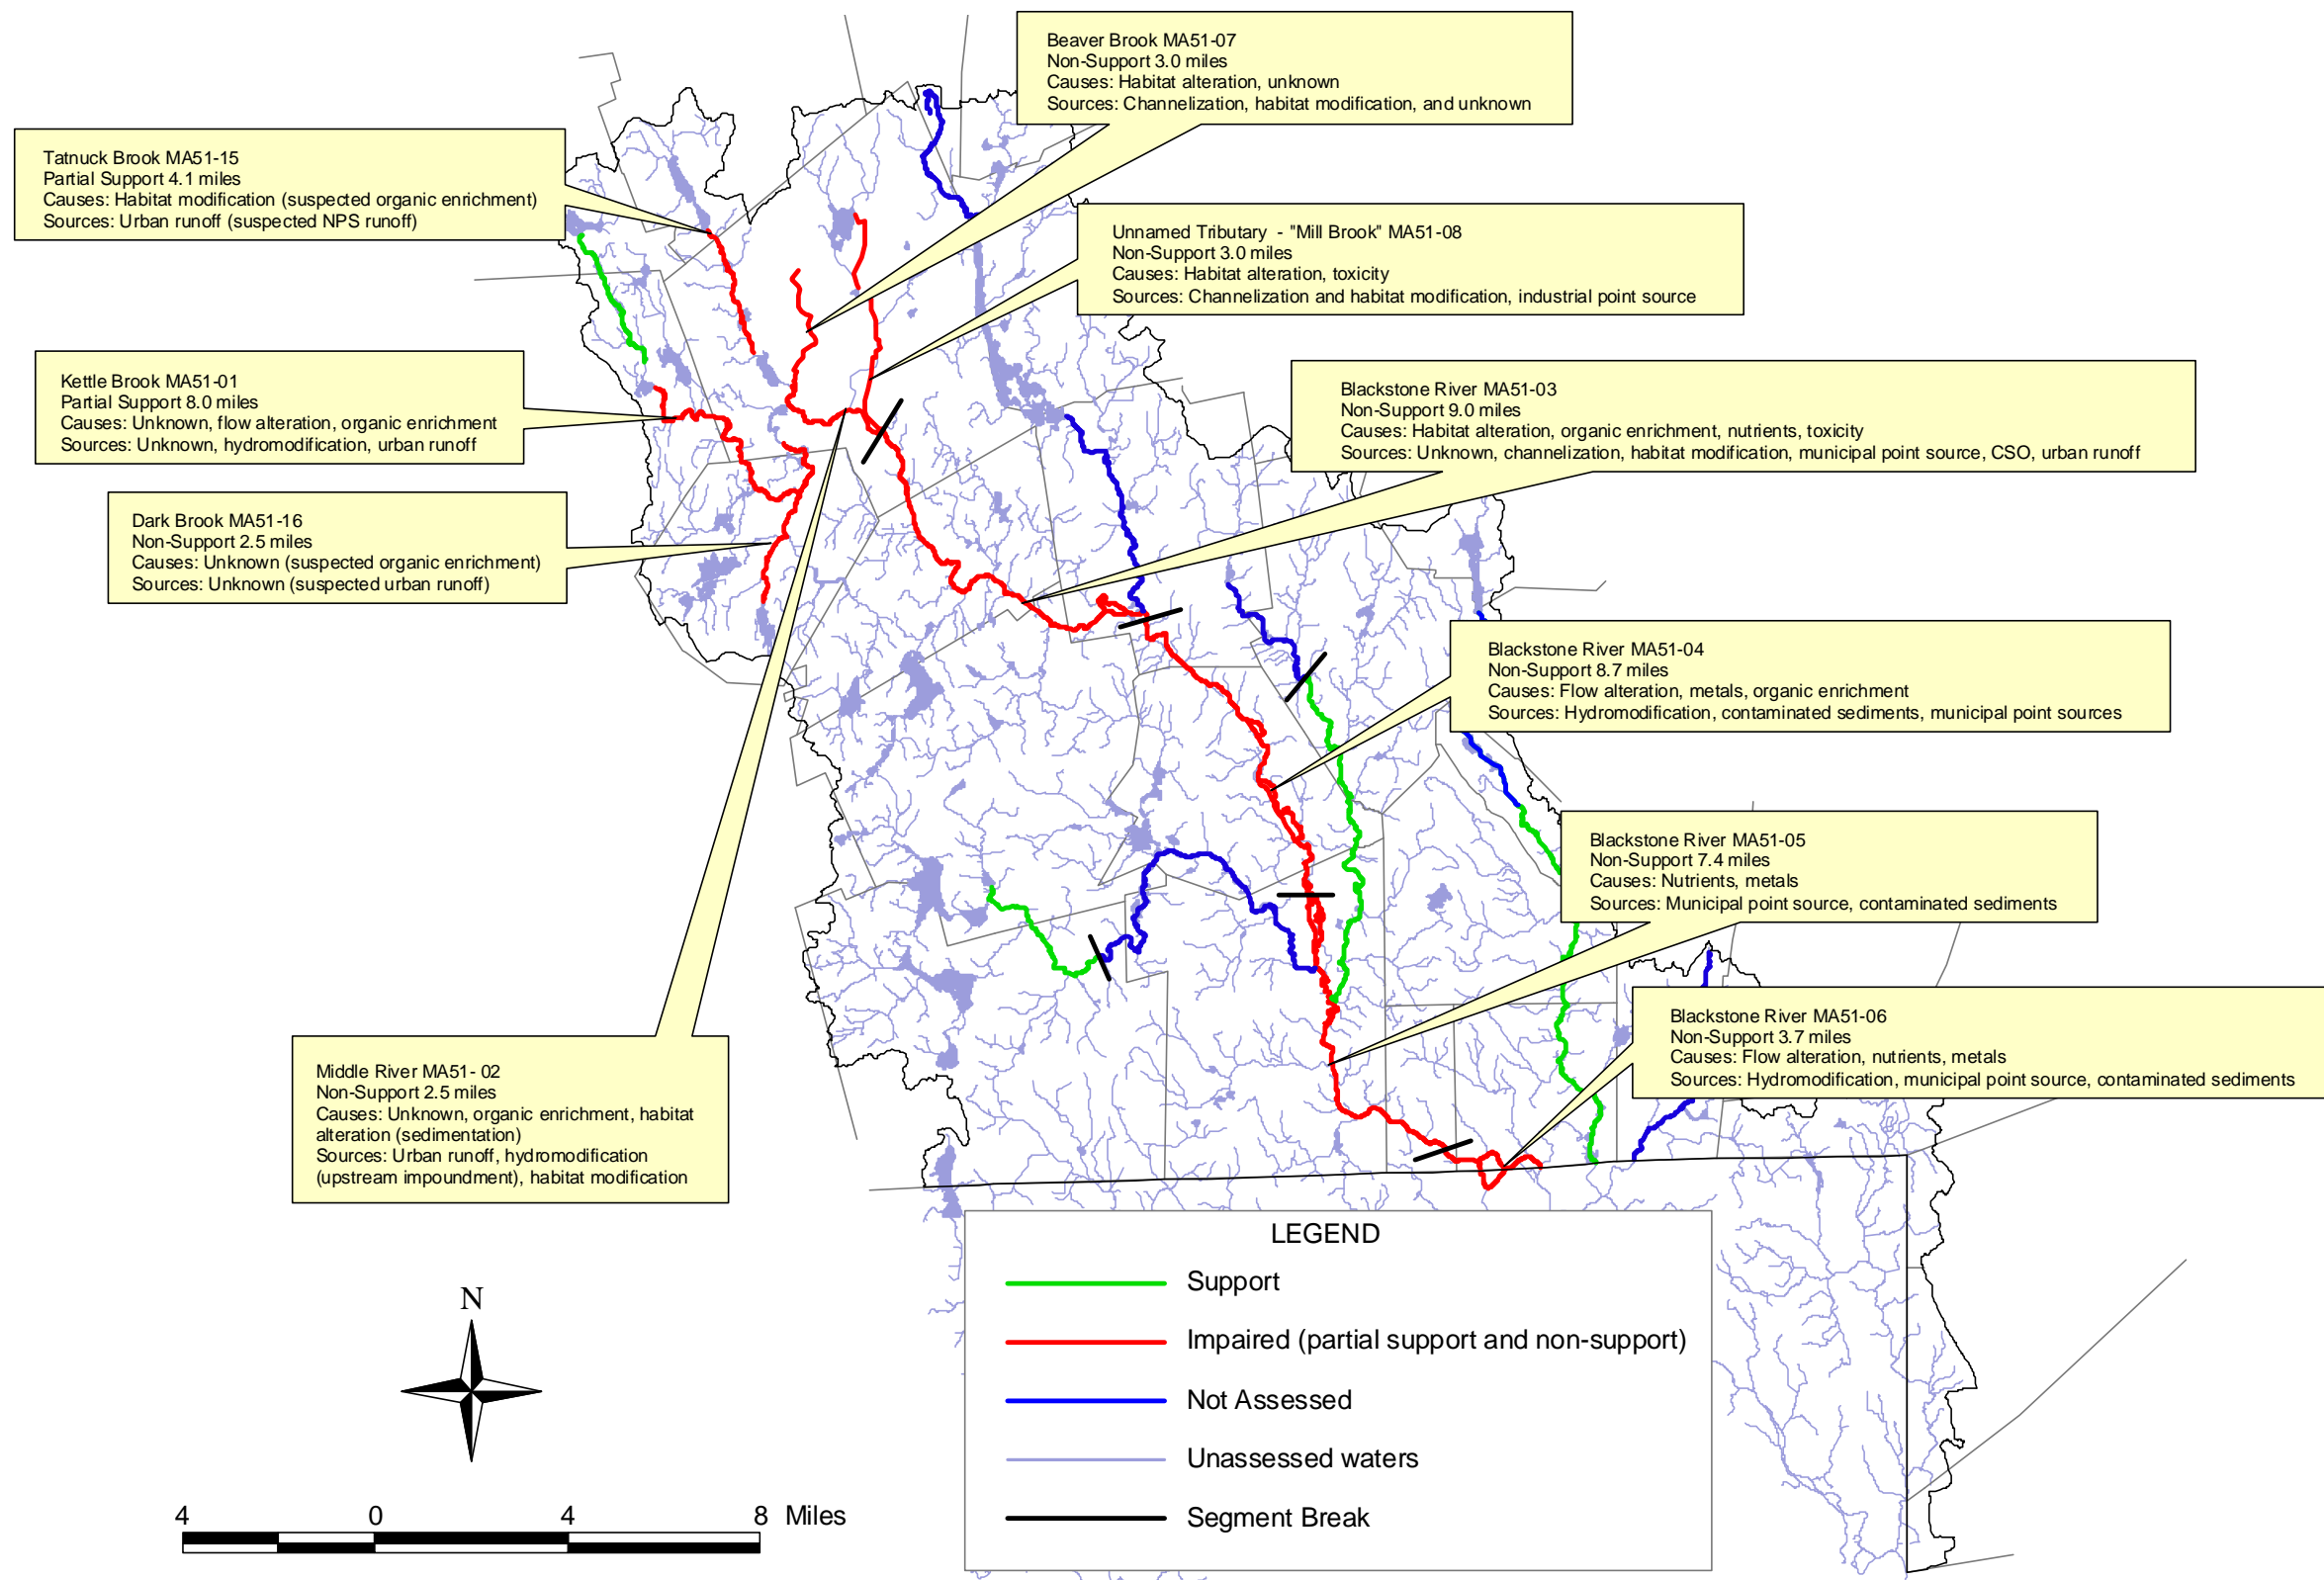 Beaver Brook MA51-07
Non-Support 3.0 miles
Causes: Habitat alteration, unknown
Sources: Channelization, habitat modification, and unknown
Tatnuck Brook MA51-15
Partial Support 4.1 miles
Causes: Habitat modification (suspected organic enrichment)
Sources: Urban runoff (suspected NPS runoff)
Unnamed Tributary - "Mill Brook" MA51-08
Non-Support 3.0 miles
Causes: Habitat alteration, toxicity
Sources: Channelization and habitat modification, industrial point source
Kettle Brook MA51-01
Partial Support 8.0 miles
Causes: Unknown, flow alteration, organic enrichment
Sources: Unknown, hydromodification, urban runoff
Blackstone River MA51-03
Non-Support 9.0 miles
Causes: Habitat alteration, organic enrichment, nutrients, toxicity
Sources: Unknown, channelization, habitat modification, municipal point source, CSO, urban runoff
Dark Brook MA51-16
Non-Support 2.5 miles
Causes: Unknown (suspected organic enrichment)
Sources: Unknown (suspected urban runoff)
Blackstone River MA51-04
Non-Support 8.7 miles
Causes: Flow alteration, metals, organic enrichment
Sources: Hydromodification, contaminated sediments, municipal point sources
Blackstone River MA51-05
Non-Support 7.4 miles
Causes: Nutrients, metals
Sources: Municipal point source, contaminated sediments
Blackstone River MA51-06
Non-Support 3.7 miles
Causes: Flow alteration, nutrients, metals
Sources: Hydromodification, municipal point source, contaminated sediments
Middle River MA51- 02
Non-Support 2.5 miles
Causes: Unknown, organic enrichment, habitat
alteration (sedimentation)
Sources: Urban runoff, hydromodification
(upstream impoundment), habitat modification
LEGEND
Support
Impaired (partial support and non-support)
Not Assessed
Unassessed waters
Segment Break
N
4 0 4 8 Miles